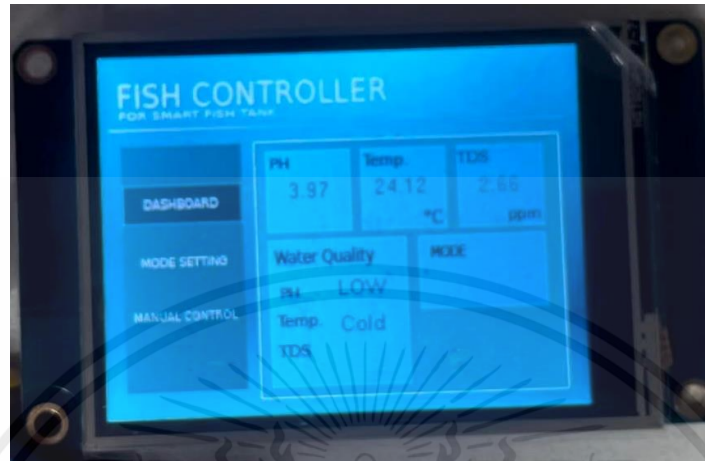 FISH CONTROLLER
FOR SMART FISH TANK
PH Temp. TDS
3.97 24.12 2.66
°C ppm
DASHBOARD
MODE SETTING
MANUAL CONTROL
Water Quality
PH LOW
Temp. Cold
TDS
MODE